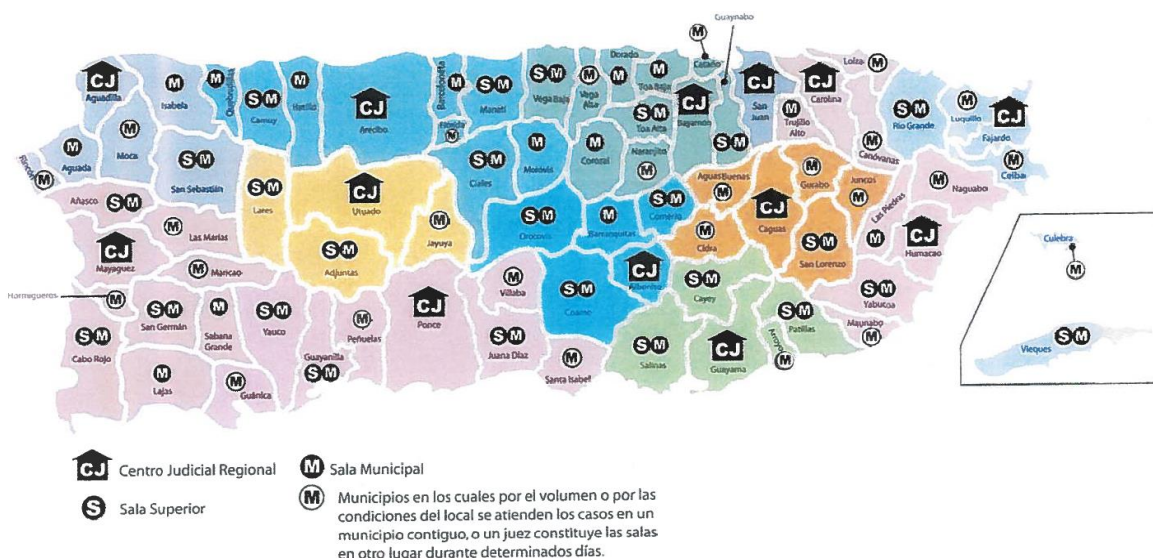 Guaynabo
M
Dorado
Cataño
Loíza
M
CJ
Aguadilla
M
Isabela
M
Quebradillas
S M
Camuy
M
Hatillo
CJ
Arecibo
M
Barceloneta
S M
Manatí
Florida
M
S M
Vega Baja
M
Vega Alta
M
M
Toa Baja
S M
Toa Alta
CJ
Bayamón
S M
CJ
San Juan
CJ
Carolina
M
Trujillo Alto
M
Canóvanas
S M
Río Grande
M
Luquillo
CJ
Fajardo
M
Ceiba
Rincón
M
M
Aguada
M
Moca
S M
San Sebastián
S M
Lares
CJ
Utuado
S M
Ciales
M
Morovis
M
Corozal
Naranjito
M
S M
Comerío
Aguas Buenas
M
M
Gurabo
Juncos
M
CJ
Caguas
M
Las Piedras
M
Naguabo
CJ
Humacao
Añasco
S M
M
Las Marías
CJ
Mayaguez
M
Maricao
S M
Adjuntas
M
Jayuya
S M
Orocovis
M
Barranquitas
M
Cidra
S M
San Lorenzo
Culebra
M
Hormigueros
M
S M
San Germán
M
Sabana Grande
S M
Yauco
M
Peñuelas
CJ
Ponce
M
Villaba
S M
Coamo
CJ
Aibonito
S M
Cayey
S M
Patillas
S M
Yabucoa
Maunabo
M
S M
Cabo Rojo
M
Lajas
M
Guánica
Guayanilla
S M
S M
Juana Díaz
M
Santa Isabel
S M
Salinas
CJ
Guayama
Arroyo
M
S M
Vieques
CJ Centro Judicial Regional
S Sala Superior
M Sala Municipal
M Municipios en los cuales por el volumen o por las
condiciones del local se atienden los casos en un
municipio contiguo, o un juez constituye las salas
en otro lugar durante determinados días.